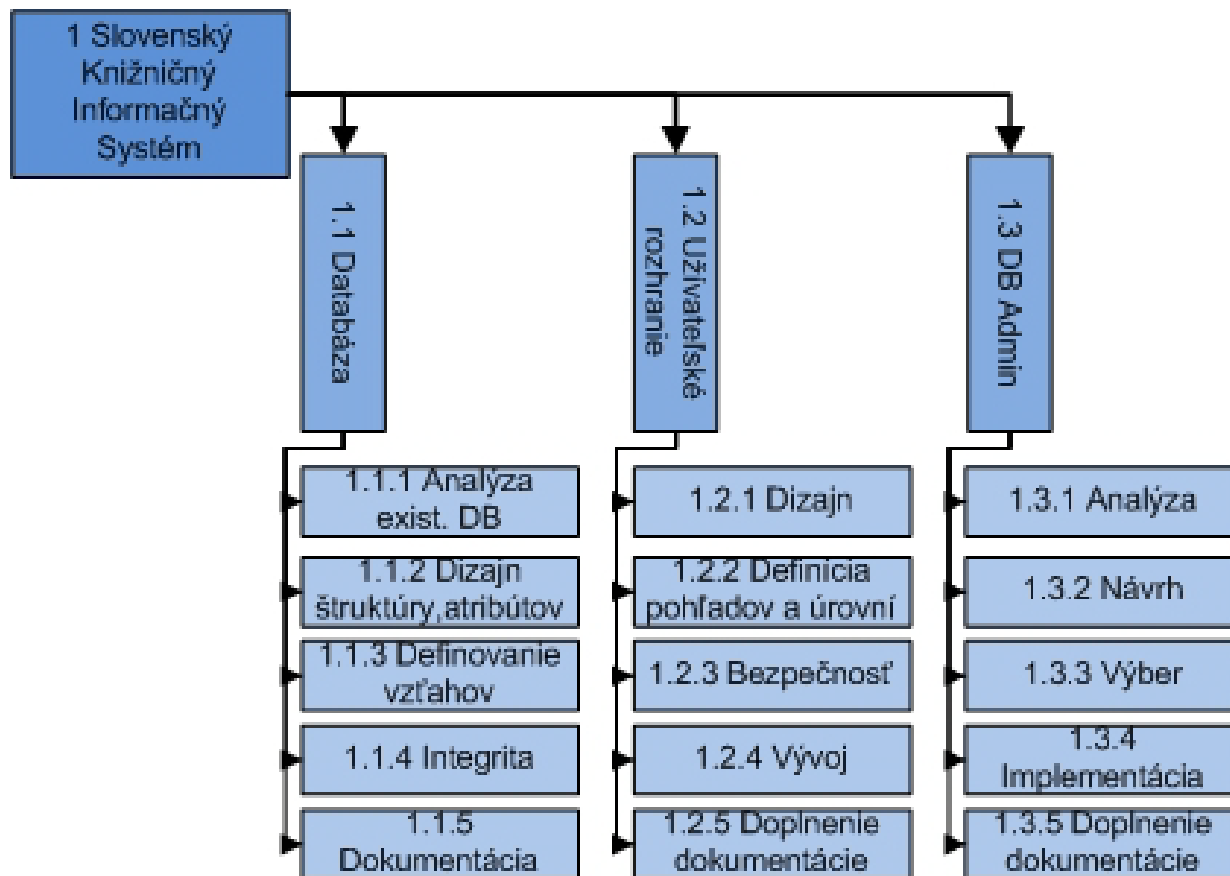 1 Slovenský
Knižničný
Informačný
Systém
1.1 Databáza
1.2 Užívateľské
rozhranie
1.3 DB Admin
1.1.1 Analýza
exist. DB
1.1.2 Dizajn
štruktúry,atribútov
1.1.3 Definovanie
vzťahov
1.1.4 Integrita
1.1.5
Dokumentácia
1.2.1 Dizajn
1.2.2 Definícia
pohľadov a úrovní
1.2.3 Bezpečnosť
1.2.4 Vývoj
1.2.5 Doplnenie
dokumentácie
1.3.1 Analýza
1.3.2 Návrh
1.3.3 Výber
1.3.4
Implementácia
1.3.5 Doplnenie
dokumentácie